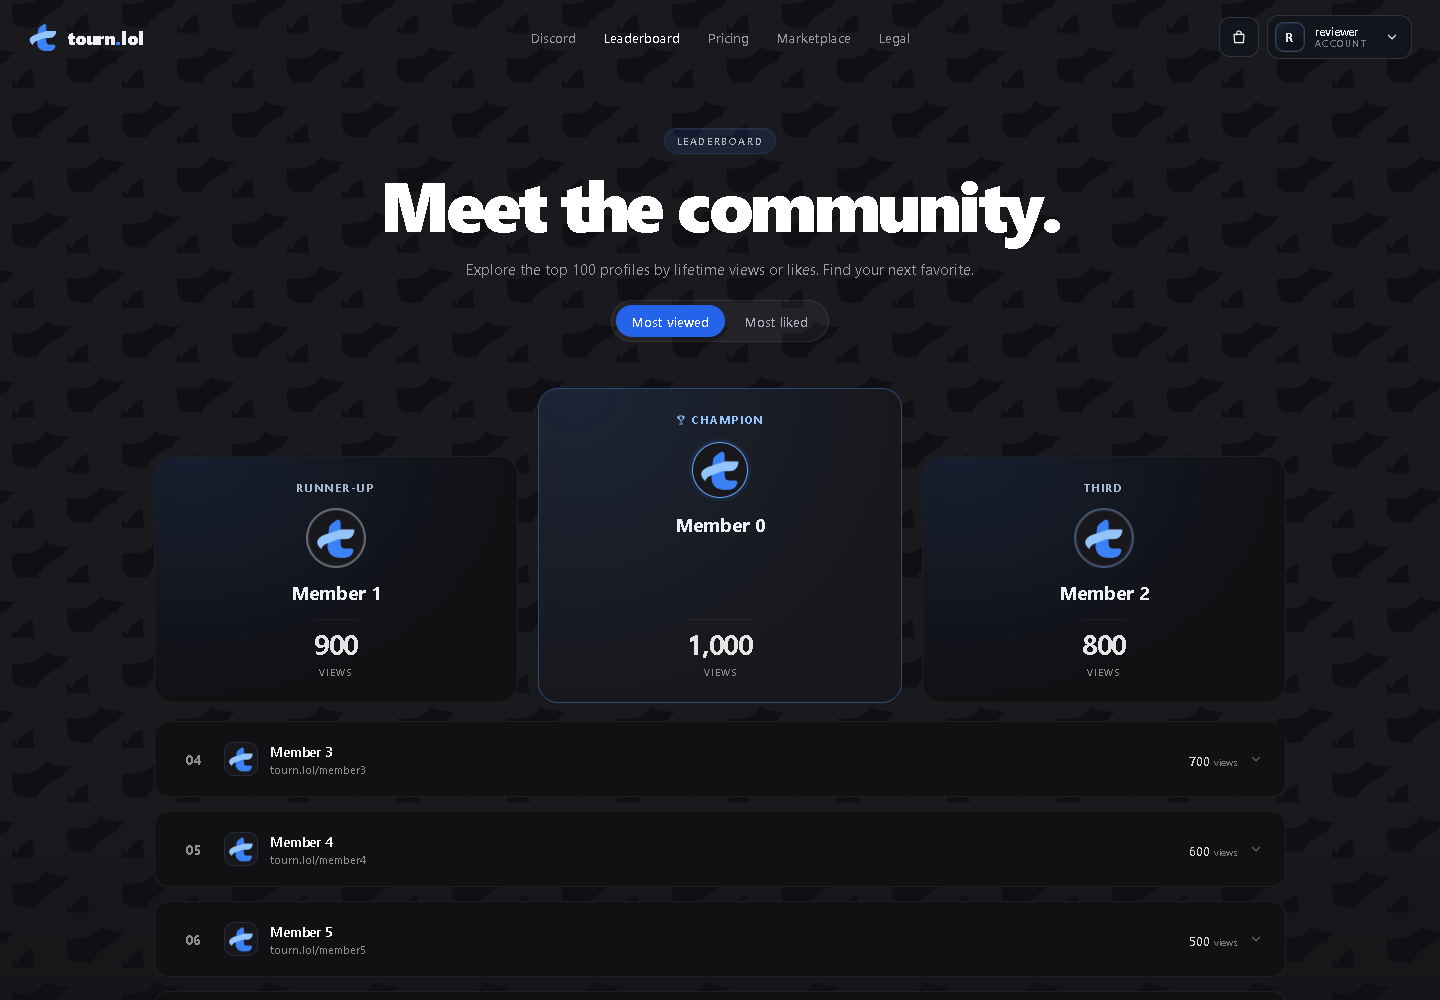 tourn.lol
Discord
Leaderboard
Pricing
Marketplace
Legal
R
reviewer
ACCOUNT
LEADERBOARD
Meet the community.
Explore the top 100 profiles by lifetime views or likes. Find your next favorite.
Most viewed
Most liked
CHAMPION
Member 0
1,000
VIEWS
RUNNER-UP
Member 1
900
VIEWS
THIRD
Member 2
800
VIEWS
04
Member 3
tourn.lol/member3
700 views
05
Member 4
tourn.lol/member4
600 views
06
Member 5
tourn.lol/member5
500 views